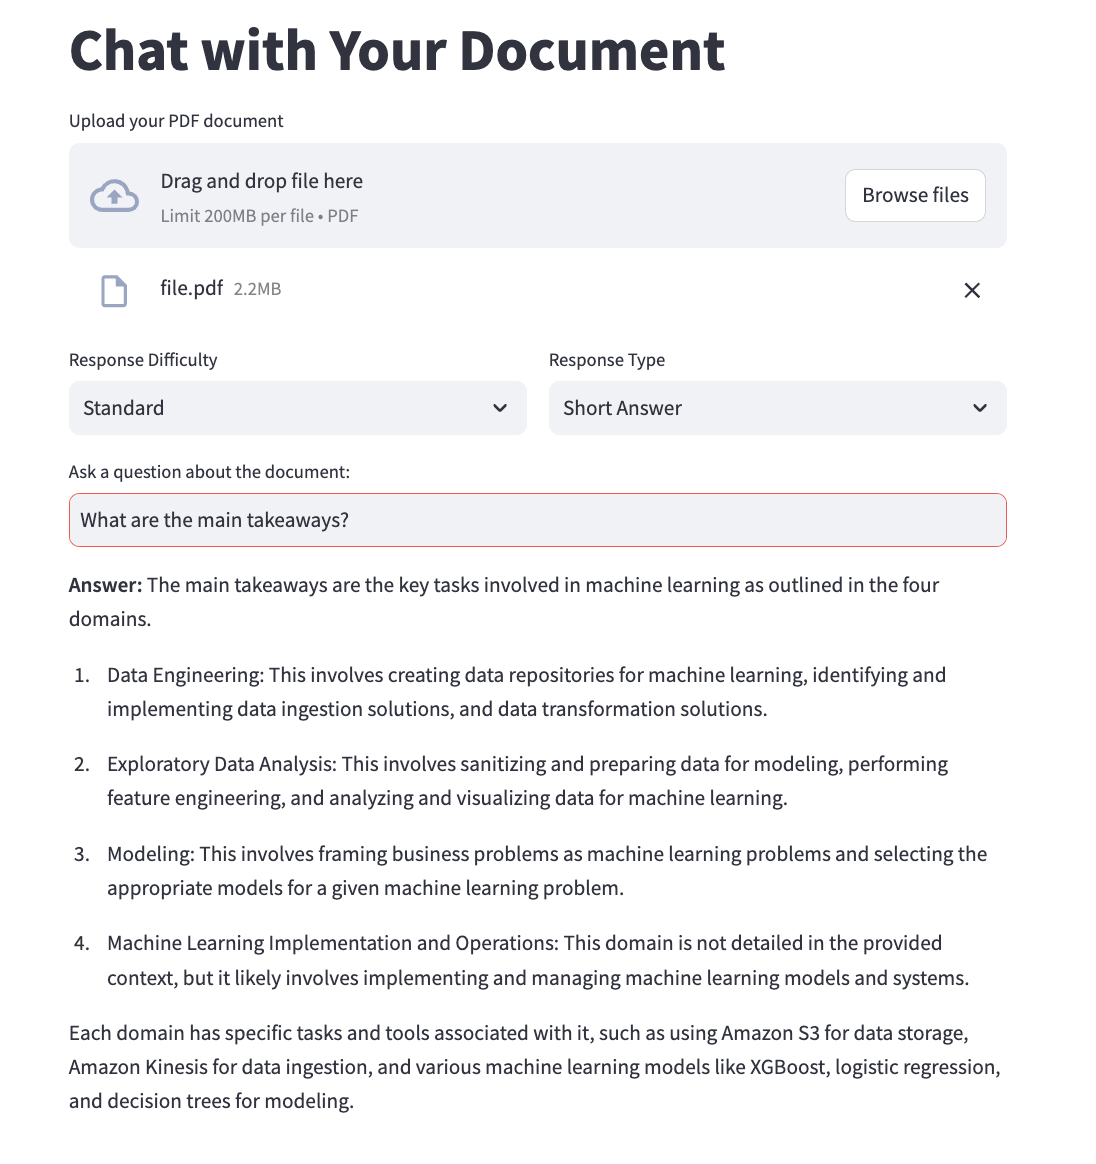 Chat with Your Document
Upload your PDF document
Drag and drop file here
Limit 200MB per file • PDF
Browse files
file.pdf 2.2MB
Response Difficulty
Response Type
Standard
Short Answer
Ask a question about the document:
What are the main takeaways?
Answer: The main takeaways are the key tasks involved in machine learning as outlined in the four
domains.
1. Data Engineering: This involves creating data repositories for machine learning, identifying and
implementing data ingestion solutions, and data transformation solutions.
2. Exploratory Data Analysis: This involves sanitizing and preparing data for modeling, performing
feature engineering, and analyzing and visualizing data for machine learning.
3. Modeling: This involves framing business problems as machine learning problems and selecting the
appropriate models for a given machine learning problem.
4. Machine Learning Implementation and Operations: This domain is not detailed in the provided
context, but it likely involves implementing and managing machine learning models and systems.
Each domain has specific tasks and tools associated with it, such as using Amazon S3 for data storage,
Amazon Kinesis for data ingestion, and various machine learning models like XGBoost, logistic regression,
and decision trees for modeling.